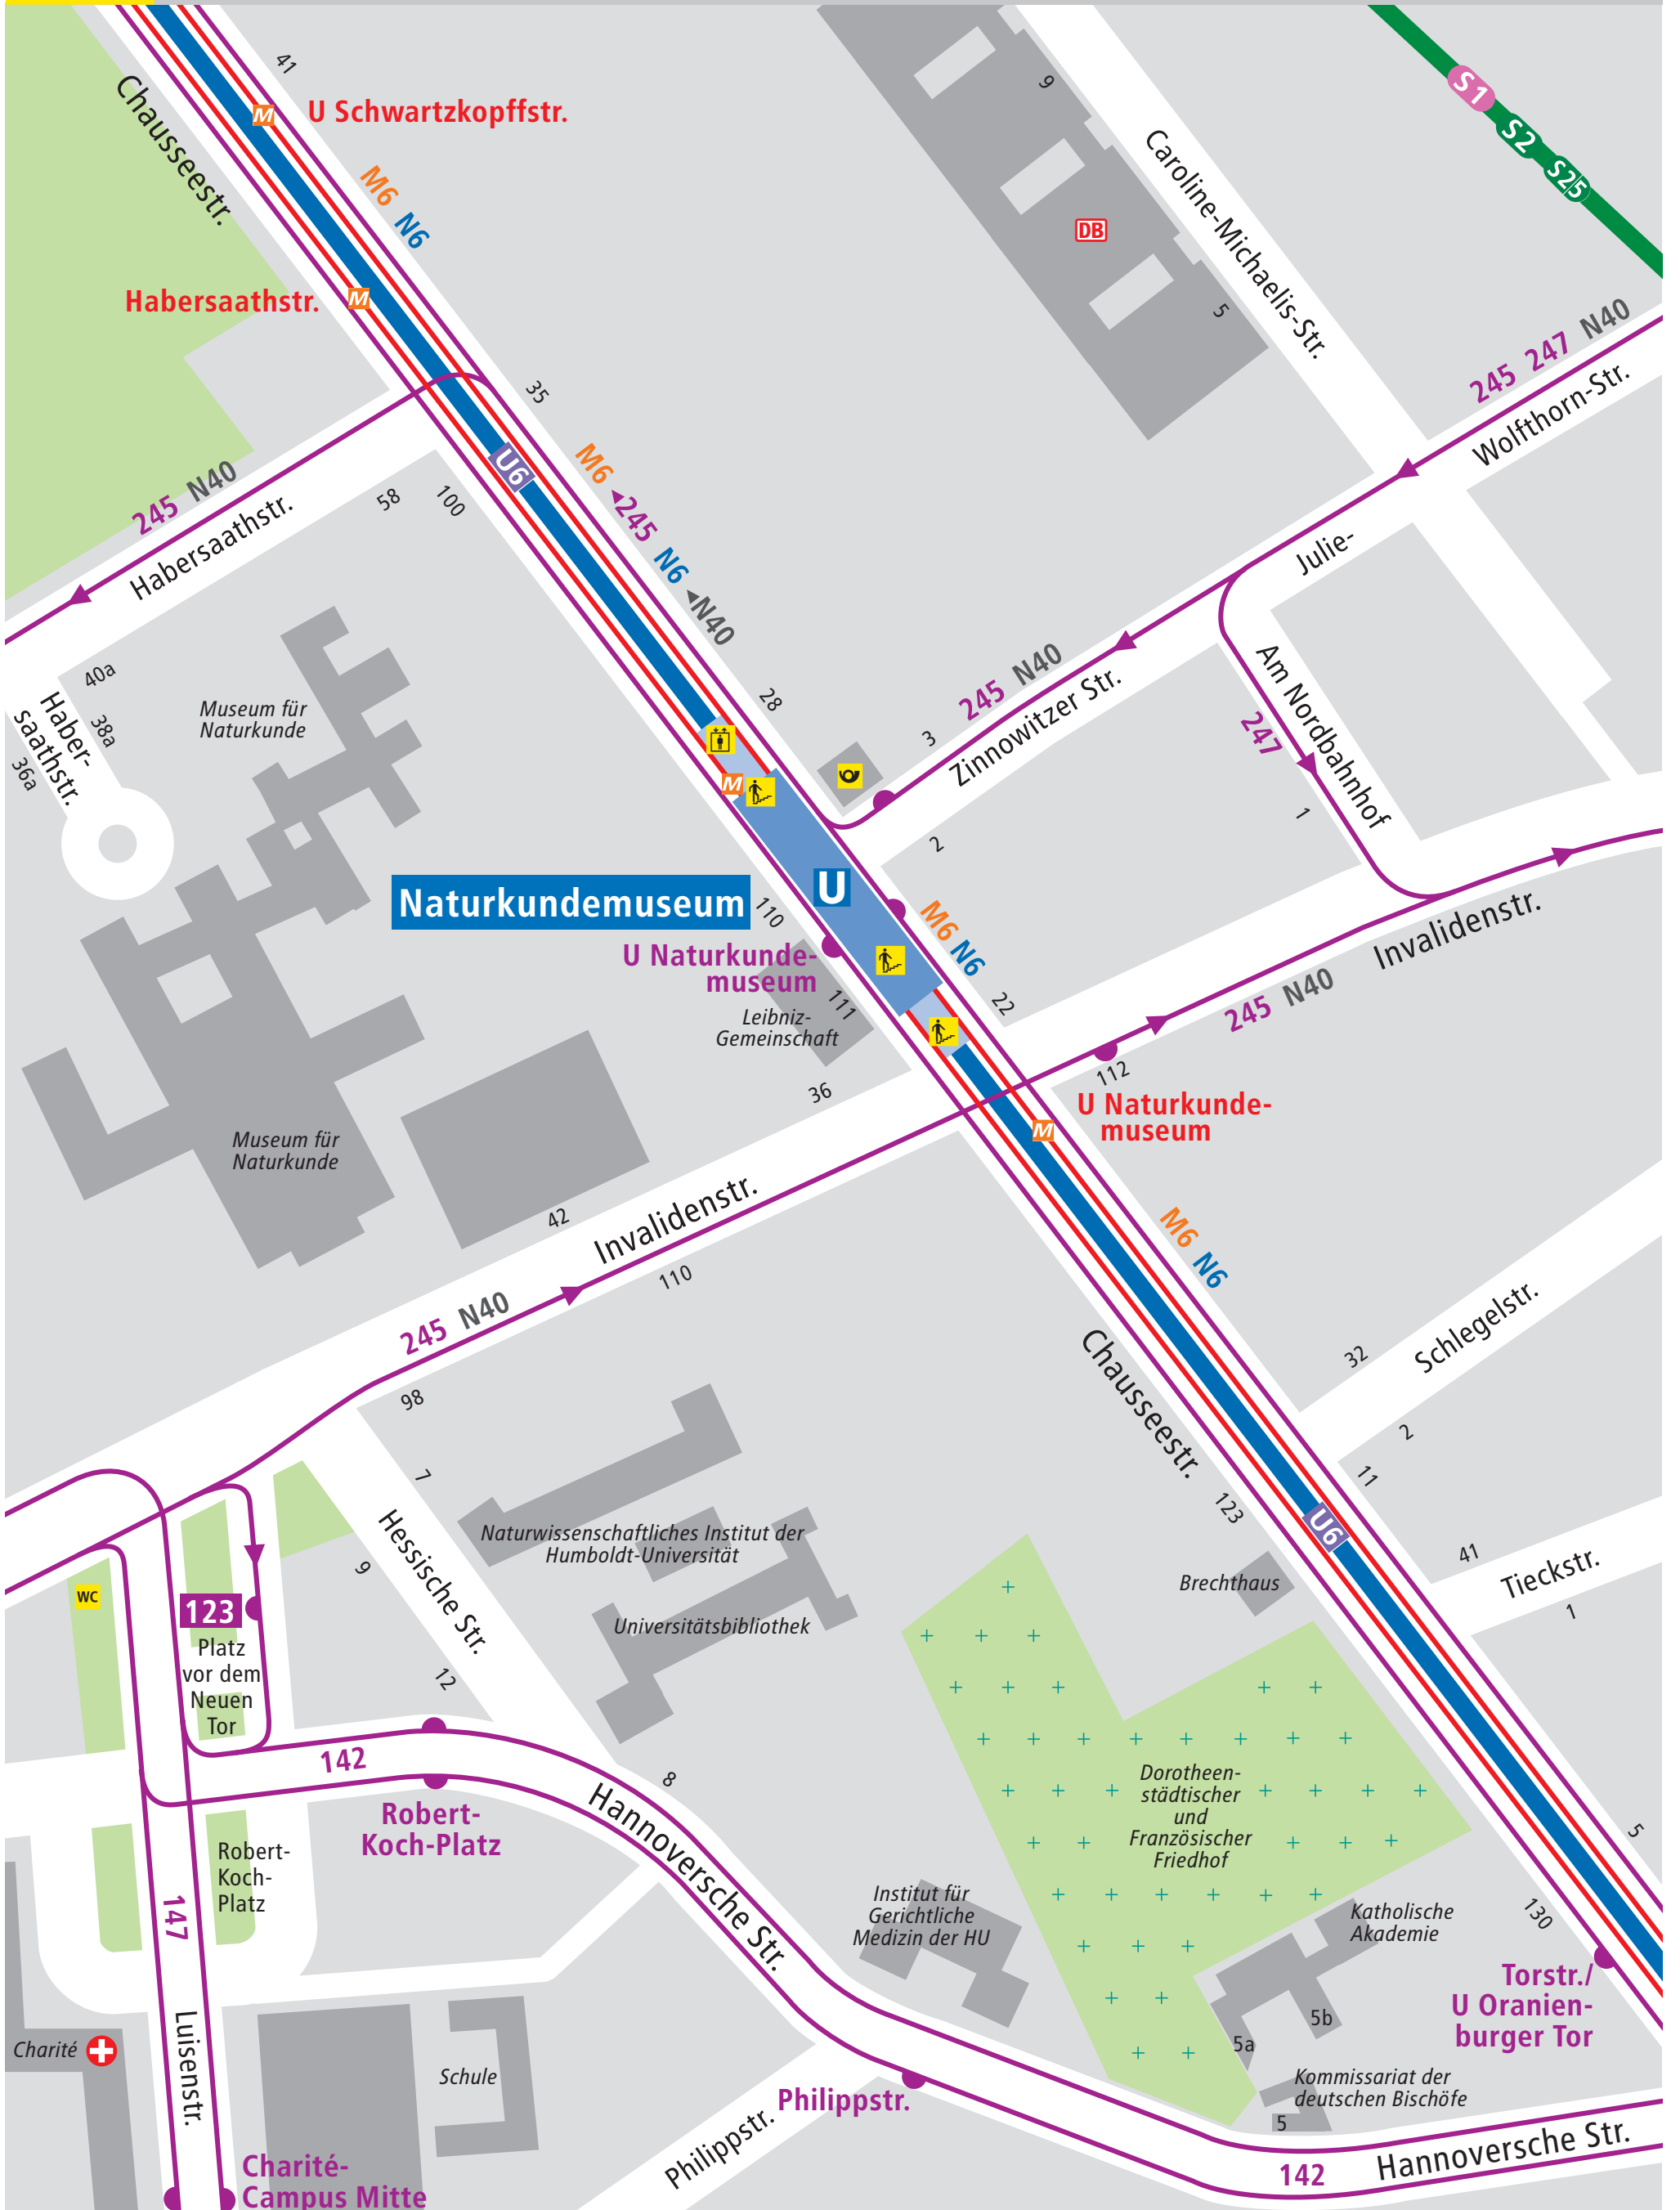 41
M
U Schwartzkopffstr.
Chausseestr.
M6 N6
9
DB
Caroline-Michaelis-Str.
5
S1
S2
S25
Habersaathstr.
M
245 247 N40
Wolfthorn-Str.
Julie-
35
U6
M6 245 N6 N40
245 N40
Habersaathstr.
58
100
40a
38a
36a
Haber-
saathstr.
Museum für
Naturkunde
28
3
245 N40
Zinnowitzer Str.
2
Am Nordbahnhof
247
1
M
U
Naturkundemuseum
110
U Naturkunde-
museum
111
Leibniz-
Gemeinschaft
M6 N6
22
Invalidenstr.
245 N40
112
U Naturkunde-
museum
M
36
Museum für
Naturkunde
42
Invalidenstr.
110
245 N40
98
M6 N6
Schlegelstr.
32
2
11
Chausseestr.
123
U6
41
Tieckstr.
1
7
Hessische Str.
9
12
Naturwissenschaftliches Institut der
Humboldt-Universität
Universitätsbibliothek
Brechthaus
WC
123
Platz
vor dem
Neuen
Tor
142
Robert-
Koch-Platz
8
Hannoversche Str.
Robert-
Koch-
Platz
147
Luisenstr.
Dorotheen-
städtischer
und
Französischer
Friedhof
Institut für
Gerichtliche
Medizin der HU
Katholische
Akademie
5
130
Torstr./
U Oranien-
burger Tor
5b
5a
Kommissariat der
deutschen Bischöfe
5
Charité
Schule
Philippstr.
Philippstr.
Charité-
Campus Mitte
142
Hannoversche Str.